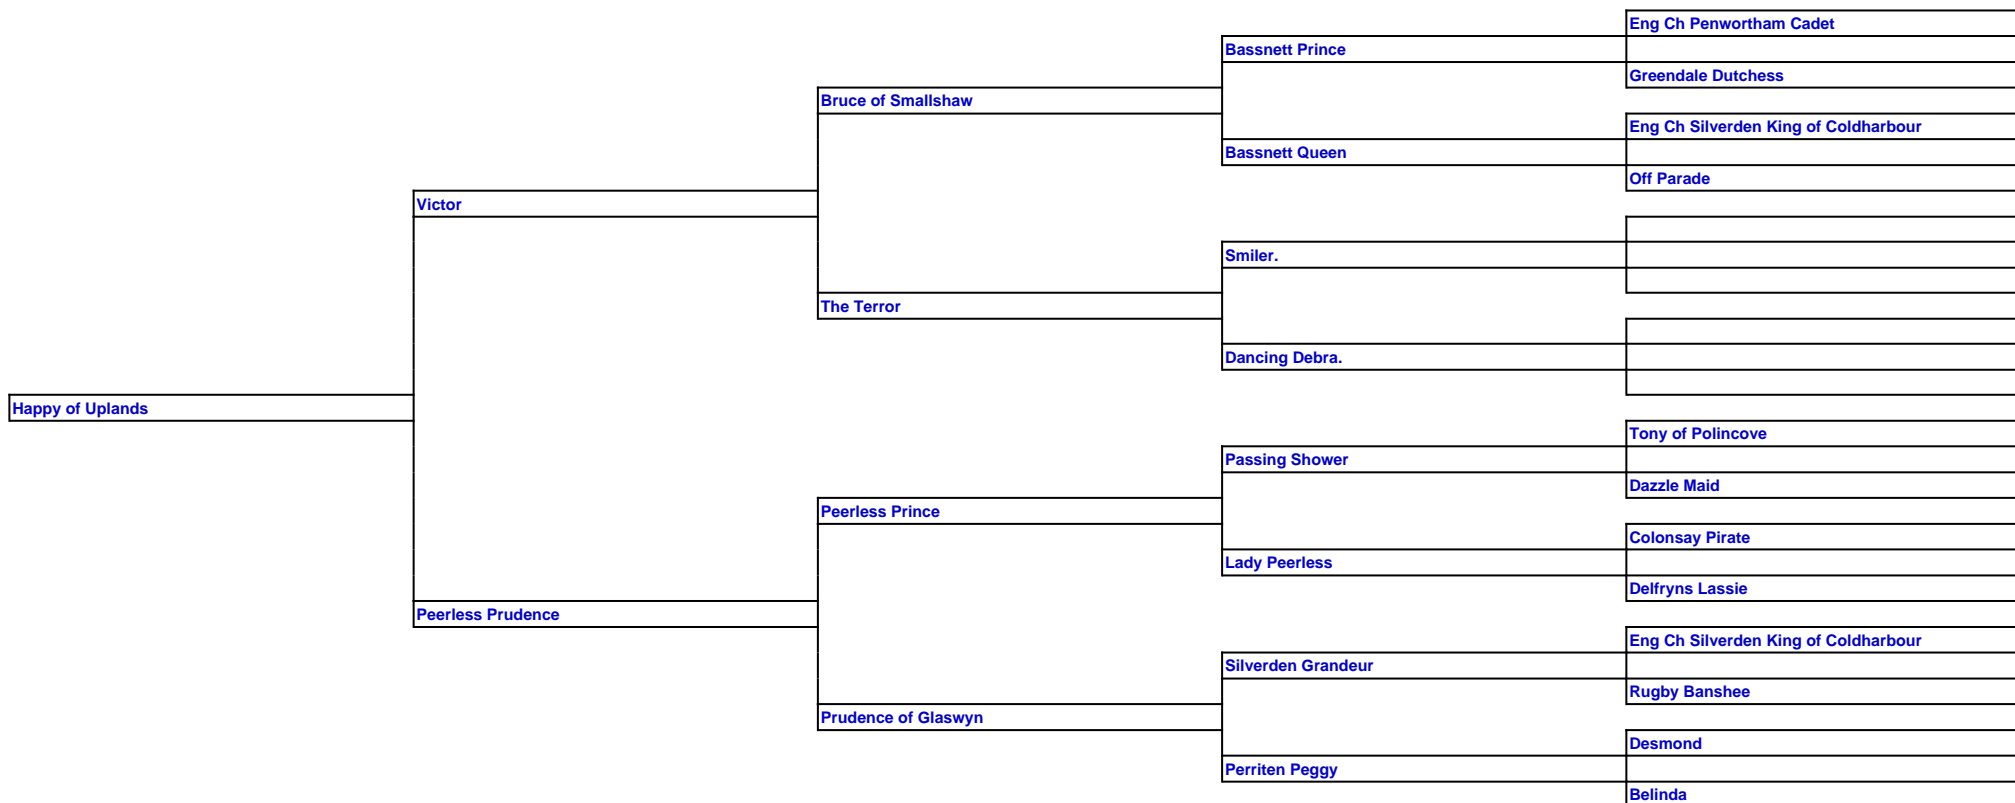 Eng Ch Penwortham Cadet
Bassnett Prince
Greendale Dutchess
Bruce of Smallshaw
Eng Ch Silverden King of Coldharbour
Bassnett Queen
Off Parade
Victor
Smiler.
The Terror
Dancing Debra.
Happy of Uplands
Tony of Polincove
Passing Shower
Dazzle Maid
Peerless Prince
Colonsay Pirate
Lady Peerless
Delfryns Lassie
Peerless Prudence
Eng Ch Silverden King of Coldharbour
Silverden Grandeur
Rugby Banshee
Prudence of Glaswyn
Desmond
Perriten Peggy
Belinda